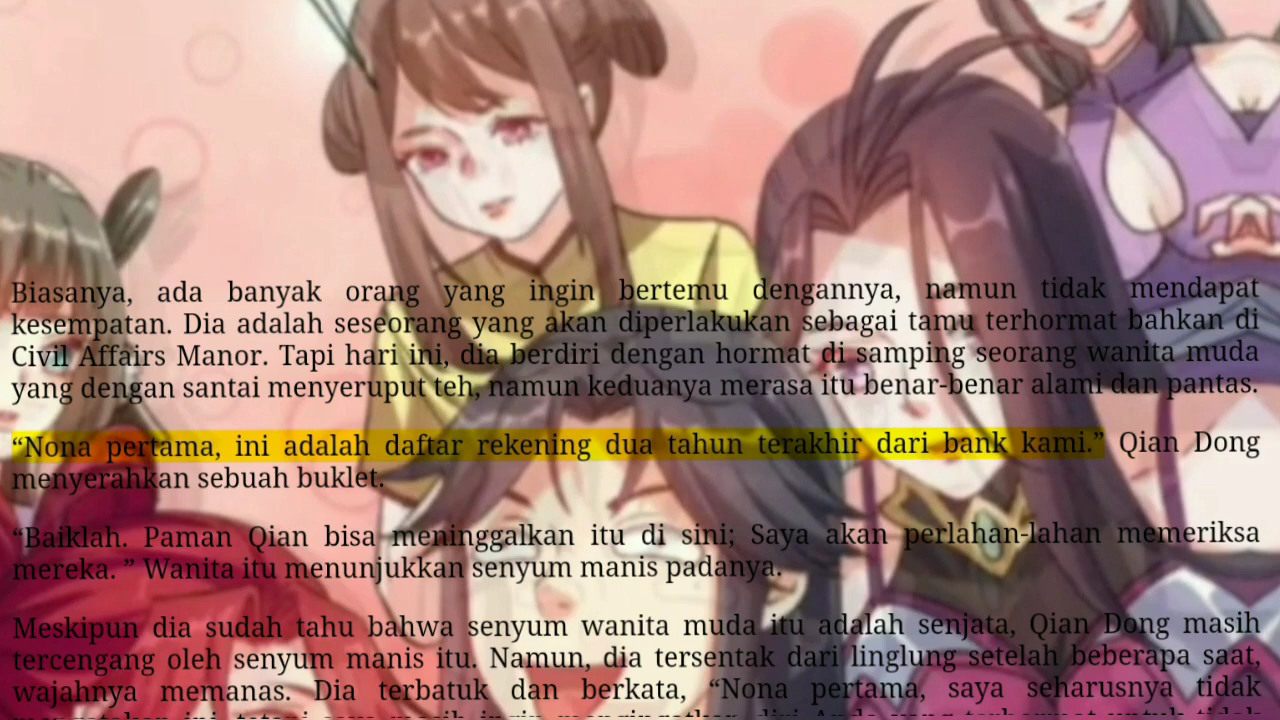 Biasanya, ada banyak orang yang ingin bertemu dengannya, namun tidak mendapat
kesempatan. Dia adalah seseorang yang akan diperlakukan sebagai tamu terhormat bahkan di
Civil Affairs Manor. Tapi hari ini, dia berdiri dengan hormat di samping seorang wanita muda
yang dengan santai menyeruput teh, namun keduanya merasa itu benar-benar alami dan pantas.
“Nona pertama, ini adalah daftar rekening dua tahun terakhir dari bank kami.” Qian Dong
menyerahkan sebuah buklet.
“Baiklah. Paman Qian bisa meninggalkan itu di sini; Saya akan perlahan-lahan memeriksa
mereka. ” Wanita itu menunjukkan senyum manis padanya.
Meskipun dia sudah tahu bahwa senyum wanita muda itu adalah senjata, Qian Dong masih
tercengang oleh senyum manis itu. Namun, dia tersentak dari linglung setelah beberapa saat,
wajahnya memanas. Dia terbatuk dan berkata, “Nona pertama, saya seharusnya tidak